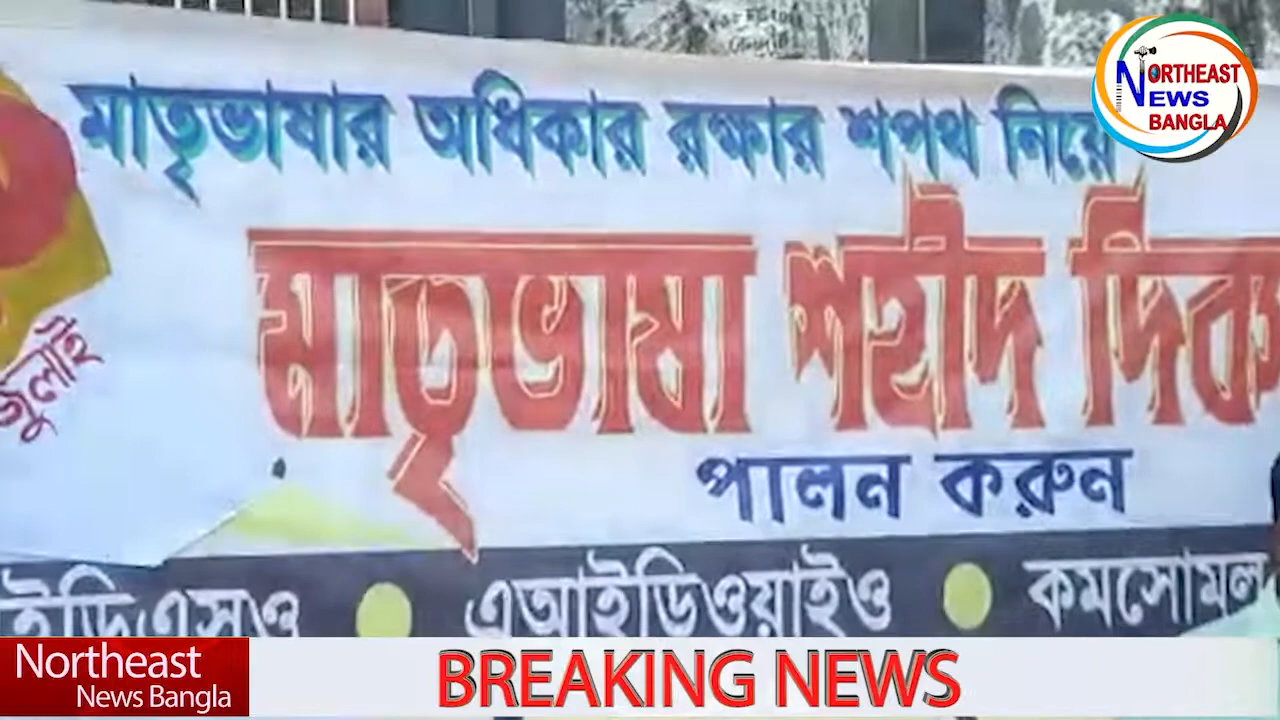 মাতৃভাষার অধিকার রক্ষার শপথ নিয়ে
NORTHEAST
NEWS
BANGLA
মাতৃভাষা শহীদ দিবস
জুলাই
পালন করুন
এআইডিওয়াইও কমসোমল
Northeast
News Bangla
BREAKING NEWS